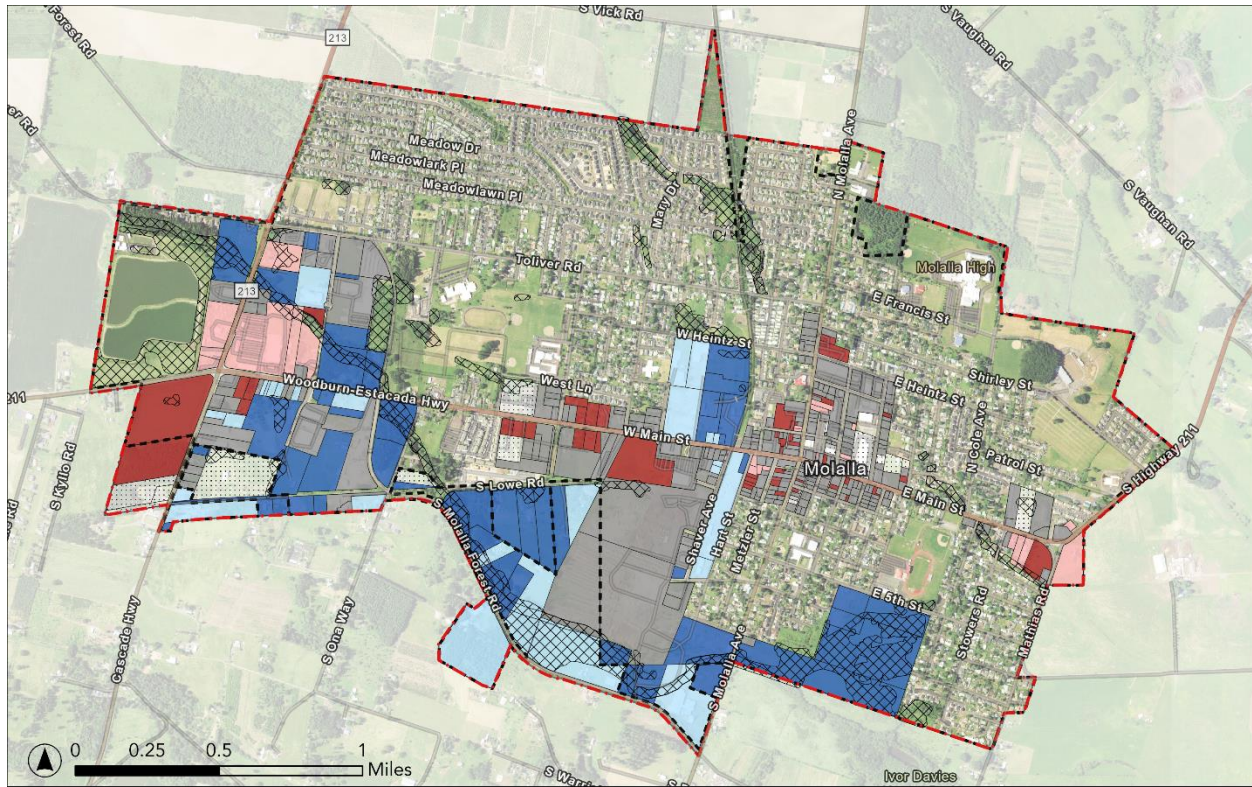 S Vick Rd
Forest Rd
213
S Vaughan Rd
N Molalla Ave
Meadow Dr
Meadowlark Pl
Meadowlawn Pl
Mary Dr
S Vaughan Rd
Toliver Rd
Molalla High
213
E Francis St
W Heintz St
Shirley St
West Ln
E Heintz St
Woodburn-Estacada Hwy
211
N Cole Ave
W Main St
Patrol St
Molalla
S Highway 211
S Kyllo Rd
S Lowe Rd
E Main St
S Molalla Forest Rd
Shaver Ave
Hart St
Metzler St
E 5th St
Stowers Rd
Mathias Rd
Cascade Hwy
S Ona Way
S Molalla Ave
0 0.25 0.5 1
Miles
Ivor Davies